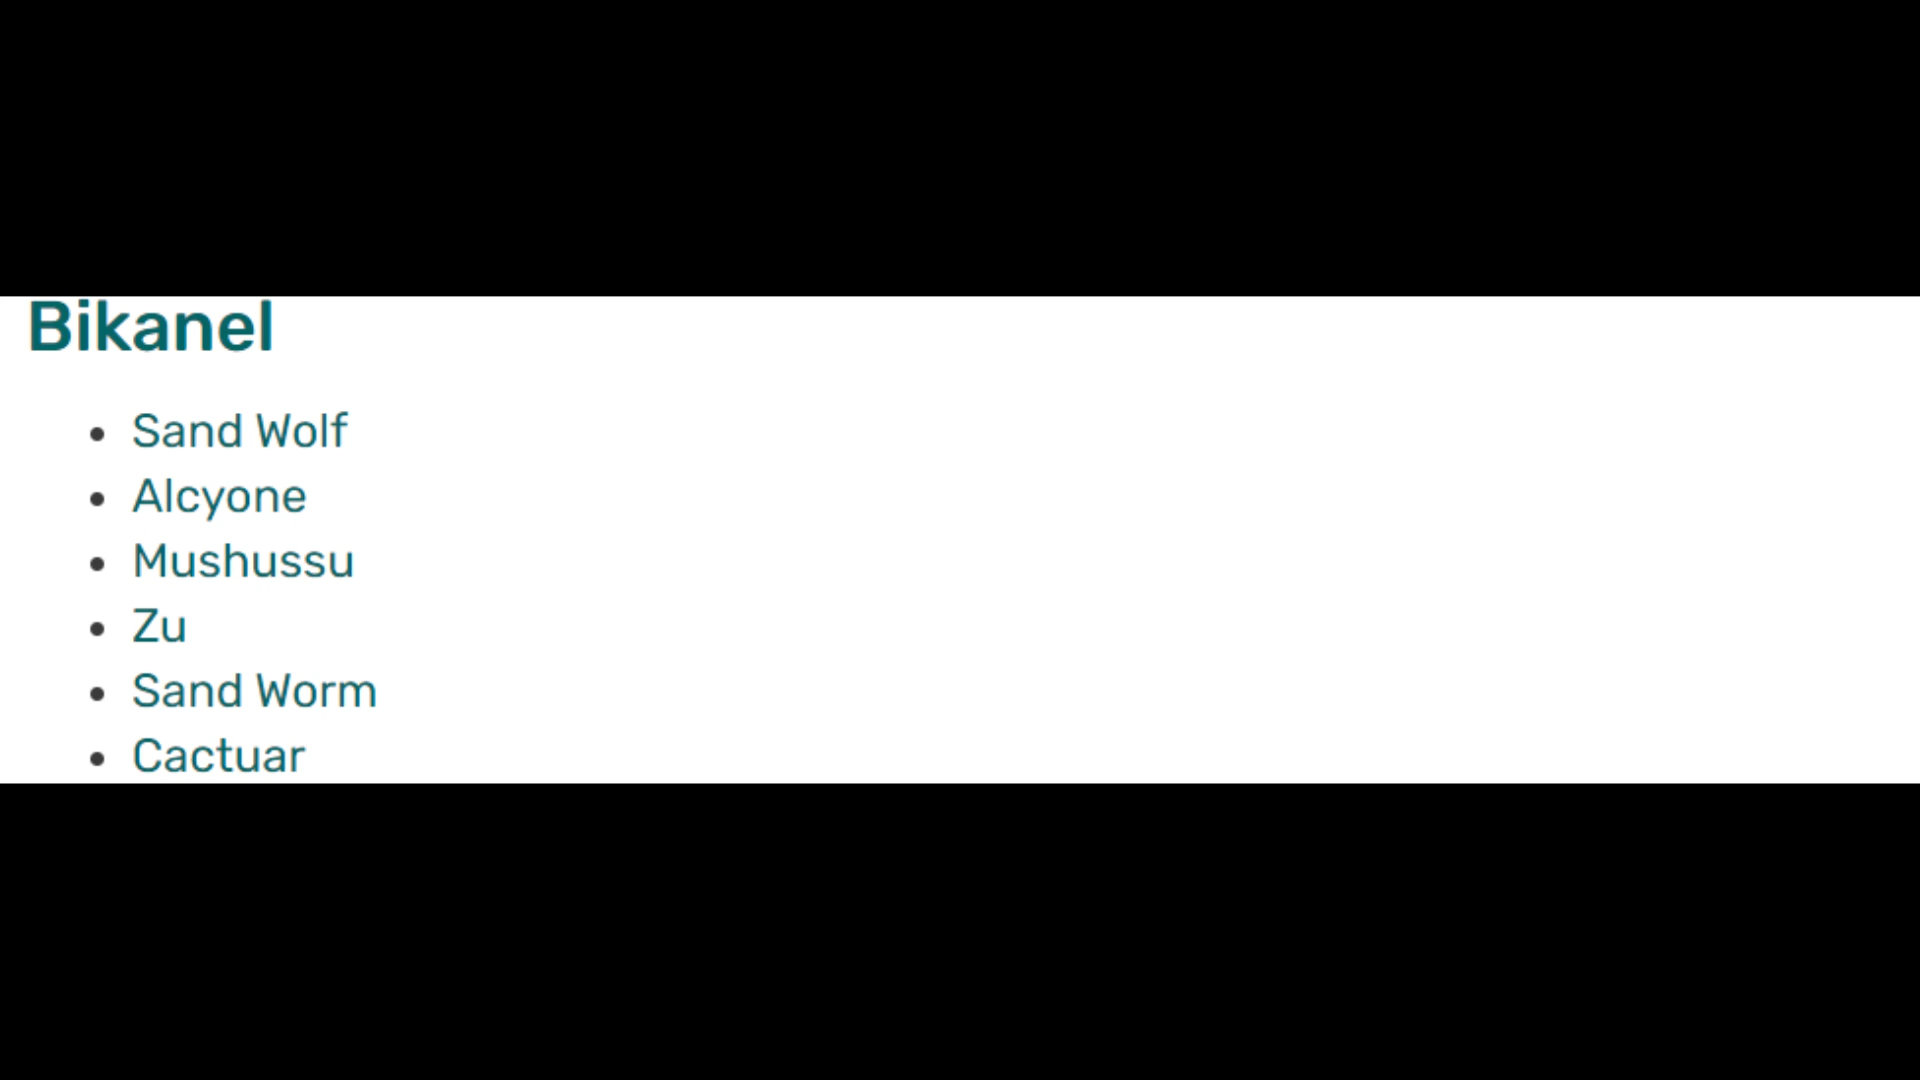 Bikanel
Sand Wolf
Alcyone
Mushussu
Zu
Sand Worm
Cactuar